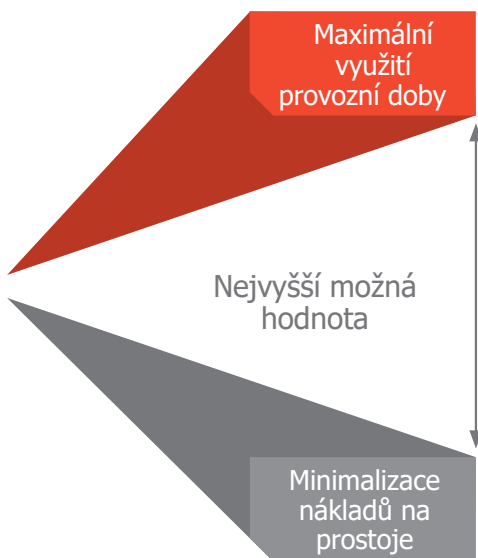 Maximální
využití
provozní doby
Nejvyšší možná
hodnota
Minimalizace
nákladů na
prostoje